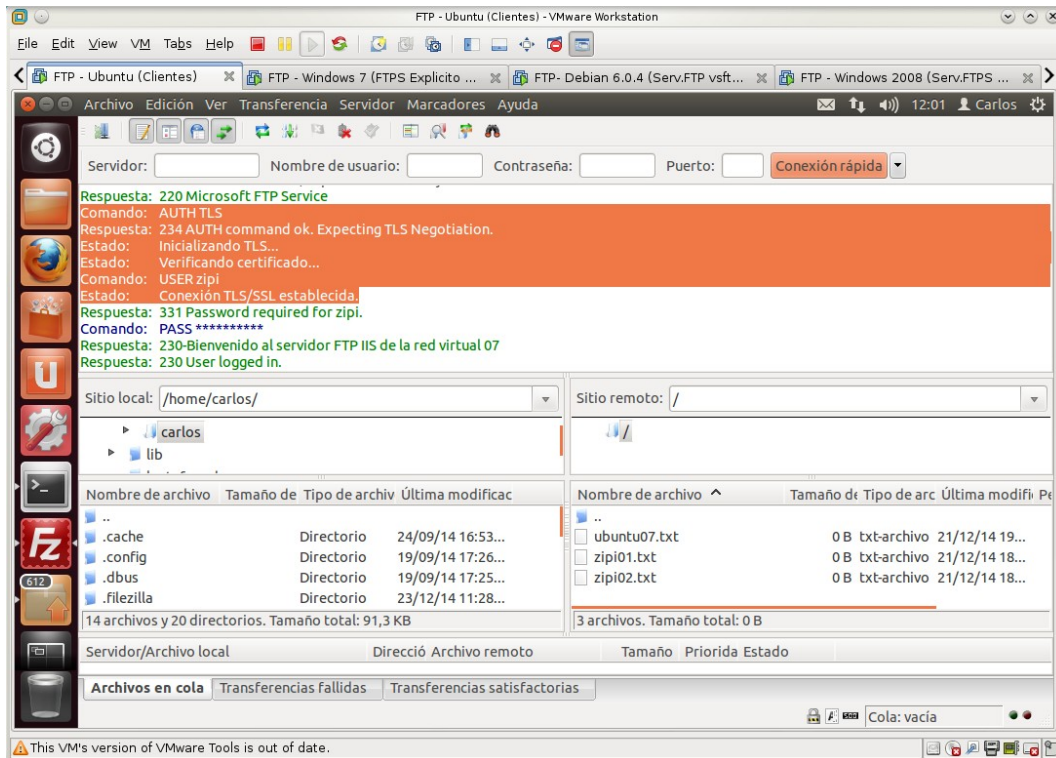 FTP - Ubuntu (Clientes) - VMware Workstation
File Edit View VM Tabs Help
FTP - Ubuntu (Clientes) FTP - Windows 7 (FTPS Explicito ... FTP- Debian 6.0.4 (Serv.FTP vsft... FTP - Windows 2008 (Serv.FTPS ...
Archivo Edición Ver Transferencia Servidor Marcadores Ayuda 12:01 Carlos
Servidor: Nombre de usuario: Contraseña: Puerto: Conexión rápida
Respuesta: 220 Microsoft FTP Service
Comando: AUTH TLS
Respuesta: 234 AUTH command ok. Expecting TLS Negotiation.
Estado: Inicializando TLS...
Estado: Verificando certificado...
Comando: USER zipi
Estado: Conexión TLS/SSL establecida.
Respuesta: 331 Password required for zipi.
Comando: PASS **********
Respuesta: 230-Bienvenido al servidor FTP IIS de la red virtual 07
Respuesta: 230 User logged in.
Sitio local: /home/carlos/ Sitio remoto: /
carlos /
lib
Nombre de archivo Tamaño de Tipo de archiv Última modificac Nombre de archivo Tamaño de Tipo de arc Última modifi Pe
.. ..
.cache Directorio 24/09/14 16:53... ubuntu07.txt 0 B txt-archivo 21/12/14 19...
.config Directorio 19/09/14 17:26... zipi01.txt 0 B txt-archivo 21/12/14 18...
.dbus Directorio 19/09/14 17:25... zipi02.txt 0 B txt-archivo 21/12/14 18...
.filezilla Directorio 23/12/14 11:28...
14 archivos y 20 directorios. Tamaño total: 91,3 KB 3 archivos. Tamaño total: 0 B
612
Servidor/Archivo local Direcció Archivo remoto Tamaño Priorida Estado
Archivos en cola Transferencias fallidas Transferencias satisfactorias
Cola: vacía
This VM's version of VMware Tools is out of date.